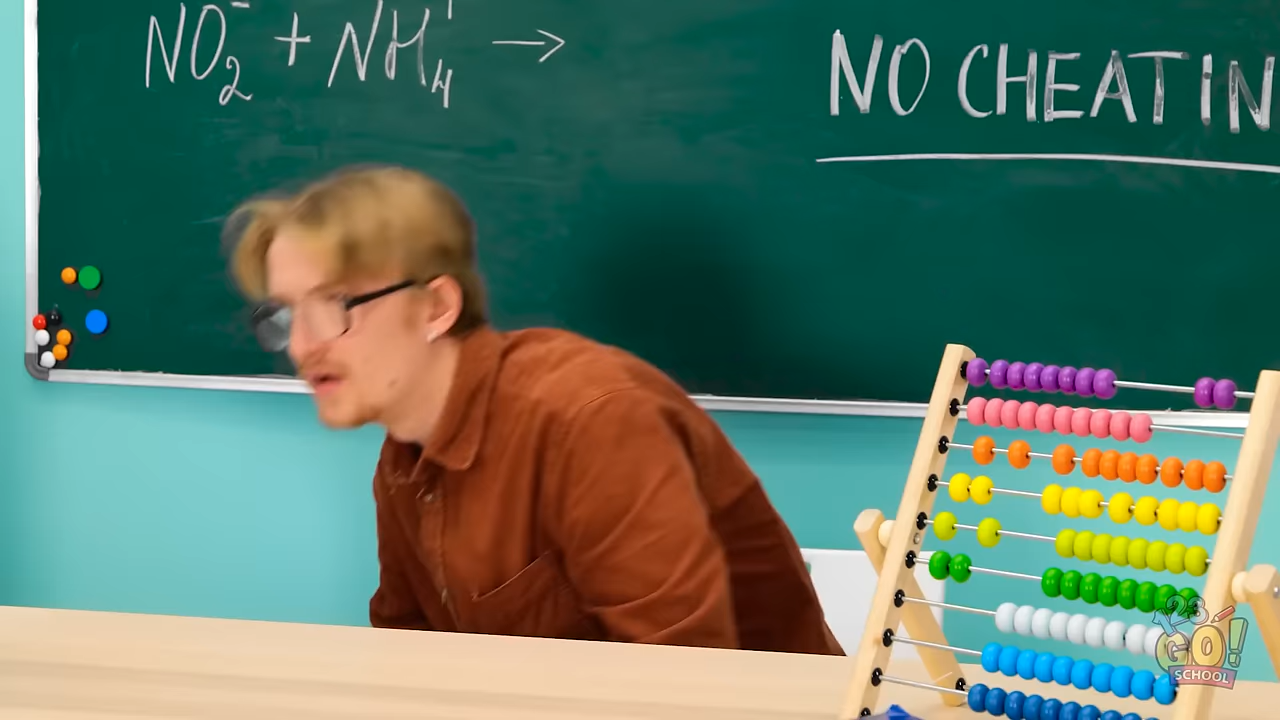 NO₂⁻ + NH₄⁺ →
NO CHEATIN
123
GO!
SCHOOL